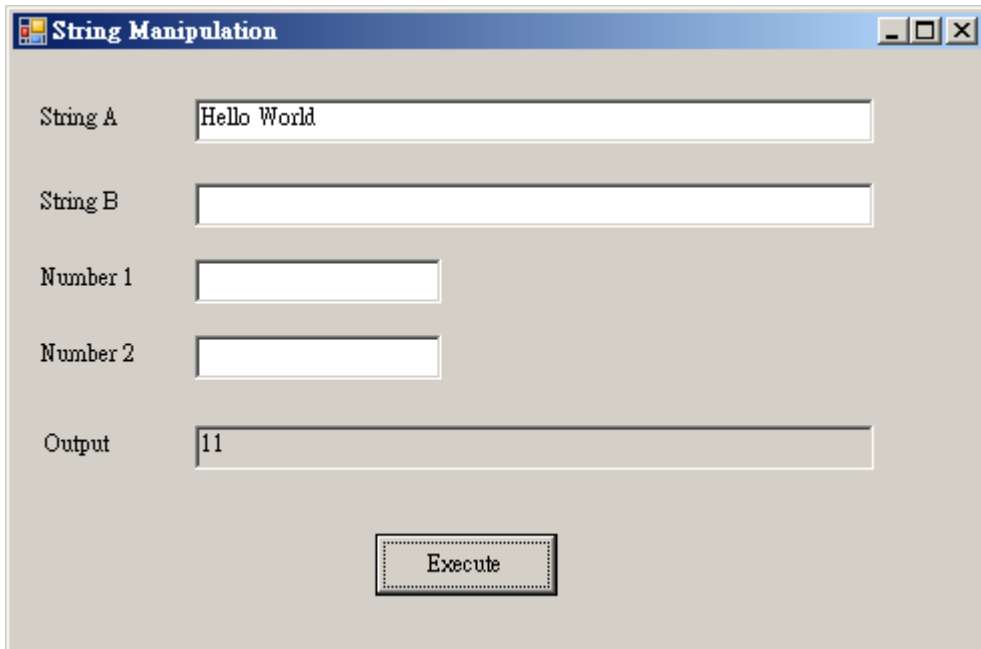 String Manipulation
String A
Hello World
String B
Number 1
Number 2
Output
11
Execute